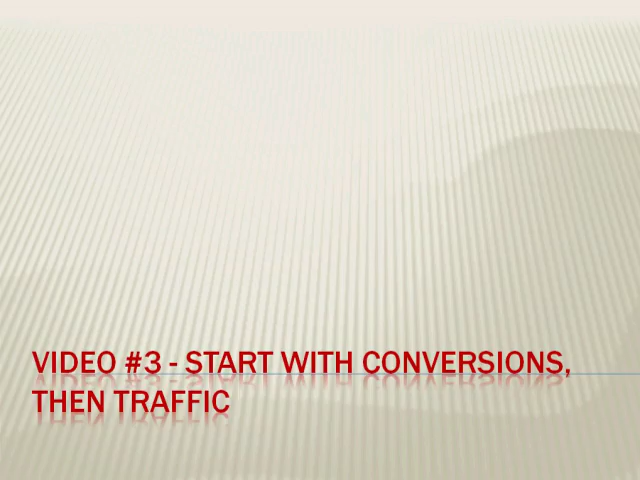 VIDEO #3 - START WITH CONVERSIONS,
THEN TRAFFIC